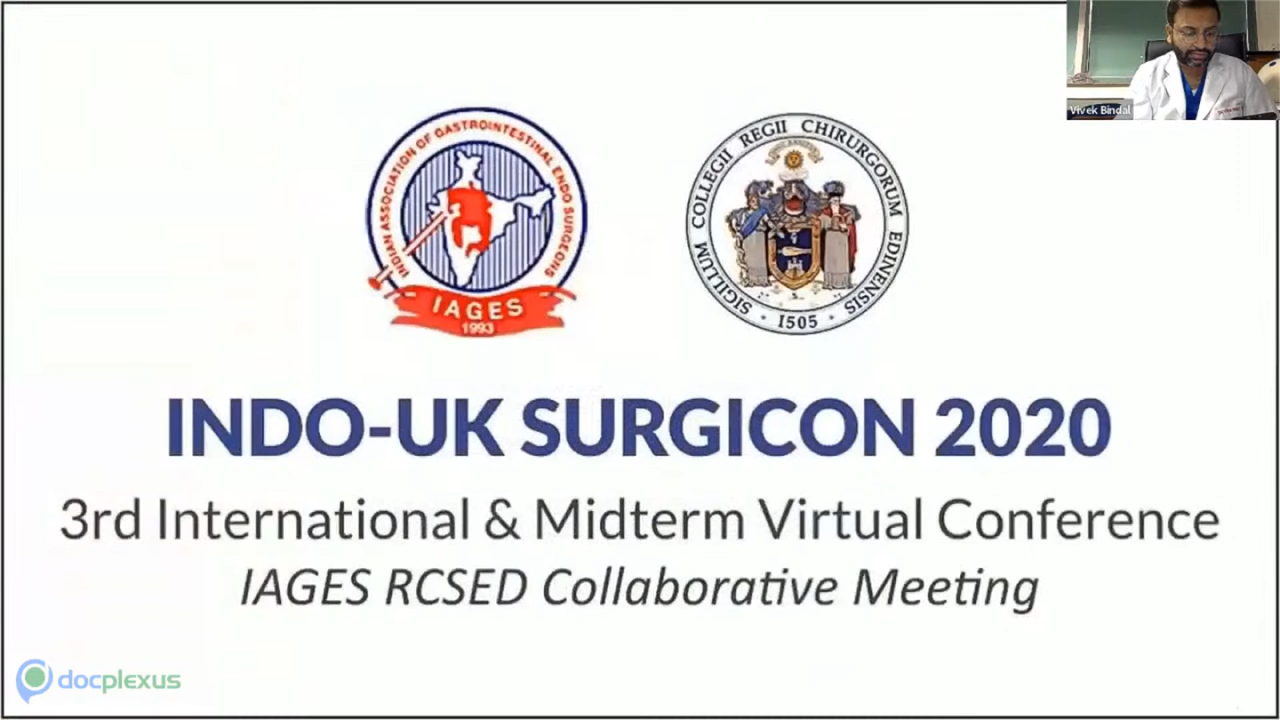 Vivek Bindal
INDIAN ASSOCIATION OF GASTROINTESTINAL ENDO SURGEONS
IAGES
1993
SIGILLUM COLLEGII REGII CHIRURGORUM EDINENSIS
1505
INDO-UK SURGICON 2020
3rd International & Midterm Virtual Conference
IAGES RCSED Collaborative Meeting
docplexus